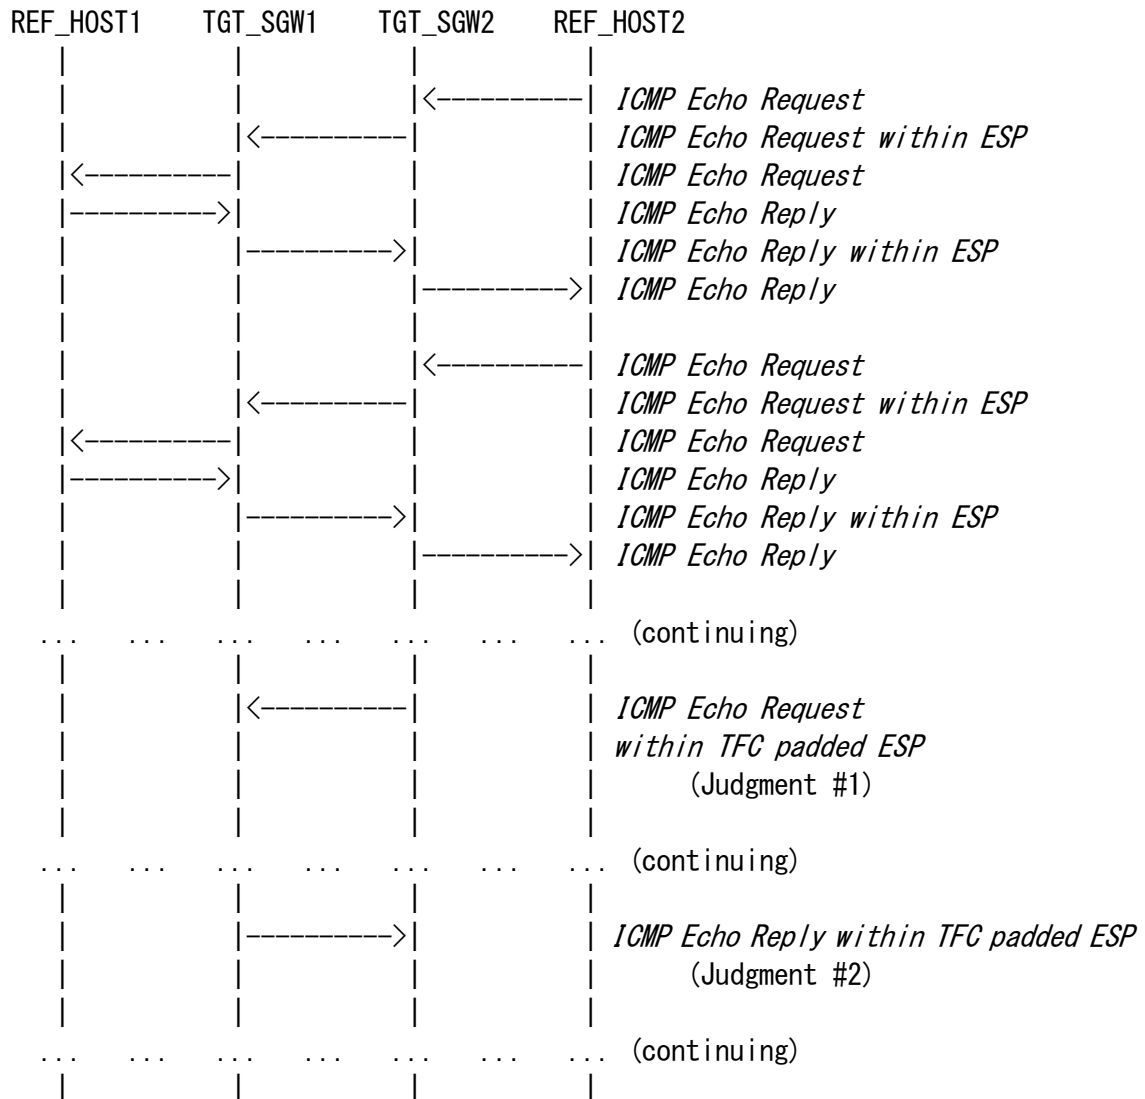 REF_HOST1 TGT_SGW1 TGT_SGW2 REF_HOST2
| | | |
| | |<----------| ICMP Echo Request
| |<----------| | ICMP Echo Request within ESP
|<----------| | | ICMP Echo Request
|---------->| | | ICMP Echo Reply
| |---------->| | ICMP Echo Reply within ESP
| | |---------->| ICMP Echo Reply
| | | |
| | |<----------| ICMP Echo Request
| |<----------| | ICMP Echo Request within ESP
|<----------| | | ICMP Echo Request
|---------->| | | ICMP Echo Reply
| |---------->| | ICMP Echo Reply within ESP
| | |---------->| ICMP Echo Reply
| | | |
... ... ... ... ... ... ... (continuing)
| | | |
| |<----------| | ICMP Echo Request
| | | | within TFC padded ESP
| | | | (Judgment #1)
| | | |
... ... ... ... ... ... ... (continuing)
| | | |
| |---------->| | ICMP Echo Reply within TFC padded ESP
| | | | (Judgment #2)
| | | |
... ... ... ... ... ... ... (continuing)
| | | |